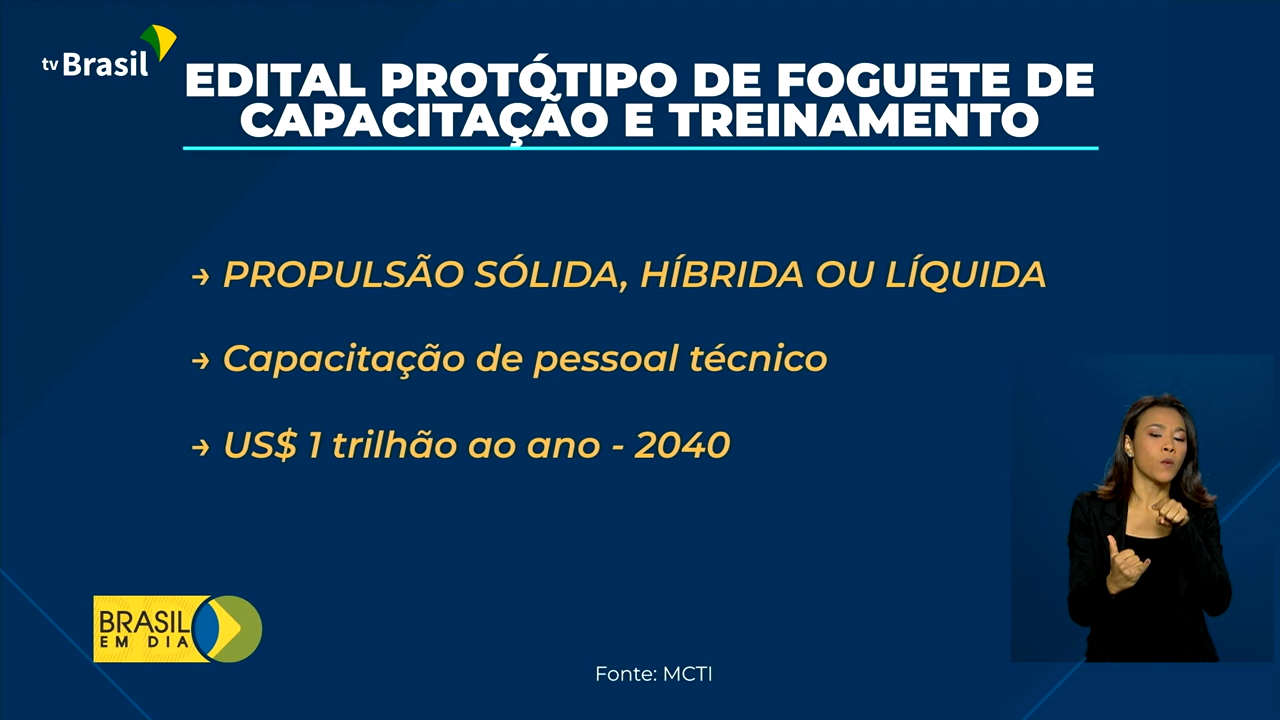 tv Brasil
EDITAL PROTÓTIPO DE FOGUETE DE
CAPACITAÇÃO E TREINAMENTO
→ PROPULSÃO SÓLIDA, HÍBRIDA OU LÍQUIDA
→ Capacitação de pessoal técnico
→ US$ 1 trilhão ao ano - 2040
BRASIL
EM DIA
Fonte: MCTI